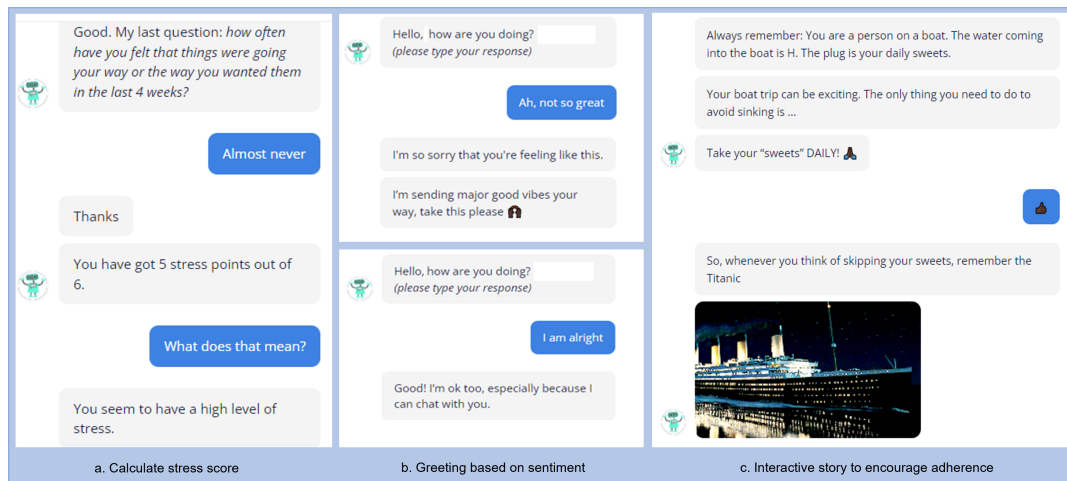 Good. My last question: how often
have you felt that things were going
your way or the way you wanted them
in the last 4 weeks?
Almost never
Thanks
You have got 5 stress points out of
6.
What does that mean?
You seem to have a high level of
stress.
a. Calculate stress score
Hello, how are you doing?
(please type your response)
Ah, not so great
I'm so sorry that you're feeling like this.
I'm sending major good vibes your
way, take this please
Hello, how are you doing?
(please type your response)
I am alright
Good! I'm ok too, especially because I
can chat with you.
b. Greeting based on sentiment
Always remember: You are a person on a boat. The water coming
into the boat is H. The plug is your daily sweets.
Your boat trip can be exciting. The only thing you need to do to
avoid sinking is ...
Take your “sweets” DAILY! 🙏🏿
👍🏿
So, whenever you think of skipping your sweets, remember the
Titanic
c. Interactive story to encourage adherence